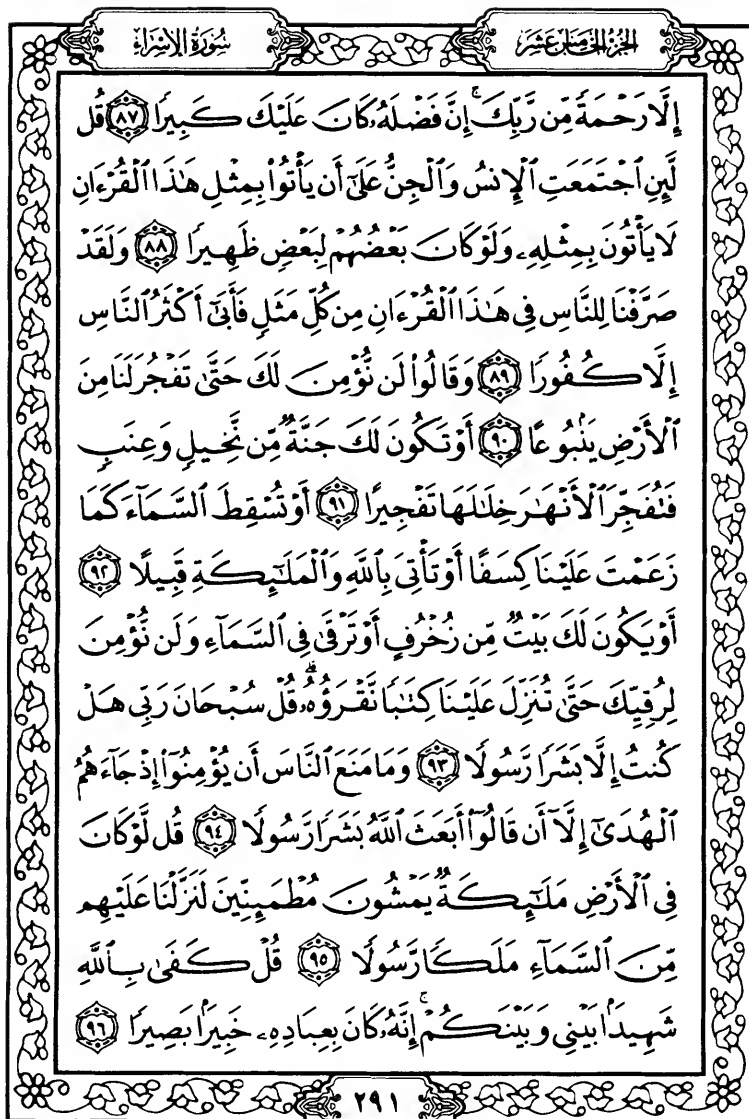 الجزء الخامس عشر
سورة الإسراء
إِلَّا رَحْمَةً مِّن رَّبِّكَ ۚ إِنَّ فَضْلَهُۥ كَانَ عَلَيْكَ كَبِيرًا ٨٧ قُل
لَّئِنِ ٱجْتَمَعَتِ ٱلْإِنسُ وَٱلْجِنُّ عَلَىٰٓ أَن يَأْتُوا۟ بِمِثْلِ هَٰذَا ٱلْقُرْءَانِ
لَا يَأْتُونَ بِمِثْلِهِۦ وَلَوْ كَانَ بَعْضُهُمْ لِبَعْضٍ ظَهِيرًا ٨٨ وَلَقَدْ
صَرَّفْنَا لِلنَّاسِ فِى هَٰذَا ٱلْقُرْءَانِ مِن كُلِّ مَثَلٍ فَأَبَىٰٓ أَكْثَرُ ٱلنَّاسِ
إِلَّا كُفُورًا ٨٩ وَقَالُوا۟ لَن نُّؤْمِنَ لَكَ حَتَّىٰ تَفْجُرَ لَنَا مِنَ
ٱلْأَرْضِ يَنۢبُوعًا ٩٠ أَوْ تَكُونَ لَكَ جَنَّةٌ مِّن نَّخِيلٍ وَعِنَبٍ
فَتُفَجِّرَ ٱلْأَنْهَٰرَ خِلَٰلَهَا تَفْجِيرًا ٩١ أَوْ تُسْقِطَ ٱلسَّمَآءَ كَمَا
زَعَمْتَ عَلَيْنَا كِسَفًا أَوْ تَأْتِىَ بِٱللَّهِ وَٱلْمَلَٰٓئِكَةِ قَبِيلًا ٩٢
أَوْ يَكُونَ لَكَ بَيْتٌ مِّن زُخْرُفٍ أَوْ تَرْقَىٰ فِى ٱلسَّمَآءِ وَلَن نُّؤْمِنَ
لِرُقِيِّكَ حَتَّىٰ تُنَزِّلَ عَلَيْنَا كِتَٰبًا نَّقْرَؤُهُۥ ۗ قُلْ سُبْحَانَ رَبِّى هَلْ
كُنتُ إِلَّا بَشَرًا رَّسُولًا ٩٣ وَمَا مَنَعَ ٱلنَّاسَ أَن يُؤْمِنُوٓا۟ إِذْ جَآءَهُمُ
ٱلْهُدَىٰٓ إِلَّآ أَن قَالُوٓا۟ أَبَعَثَ ٱللَّهُ بَشَرًا رَّسُولًا ٩٤ قُل لَّوْ كَانَ
فِى ٱلْأَرْضِ مَلَٰٓئِكَةٌ يَمْشُونَ مُطْمَئِنِّينَ لَنَزَّلْنَا عَلَيْهِم
مِّنَ ٱلسَّمَآءِ مَلَكًا رَّسُولًا ٩٥ قُلْ كَفَىٰ بِٱللَّهِ
شَهِيدًۢا بَيْنِى وَبَيْنَكُمْ ۚ إِنَّهُۥ كَانَ بِعِبَادِهِۦ خَبِيرًۢا بَصِيرًا ٩٦
٢٩١